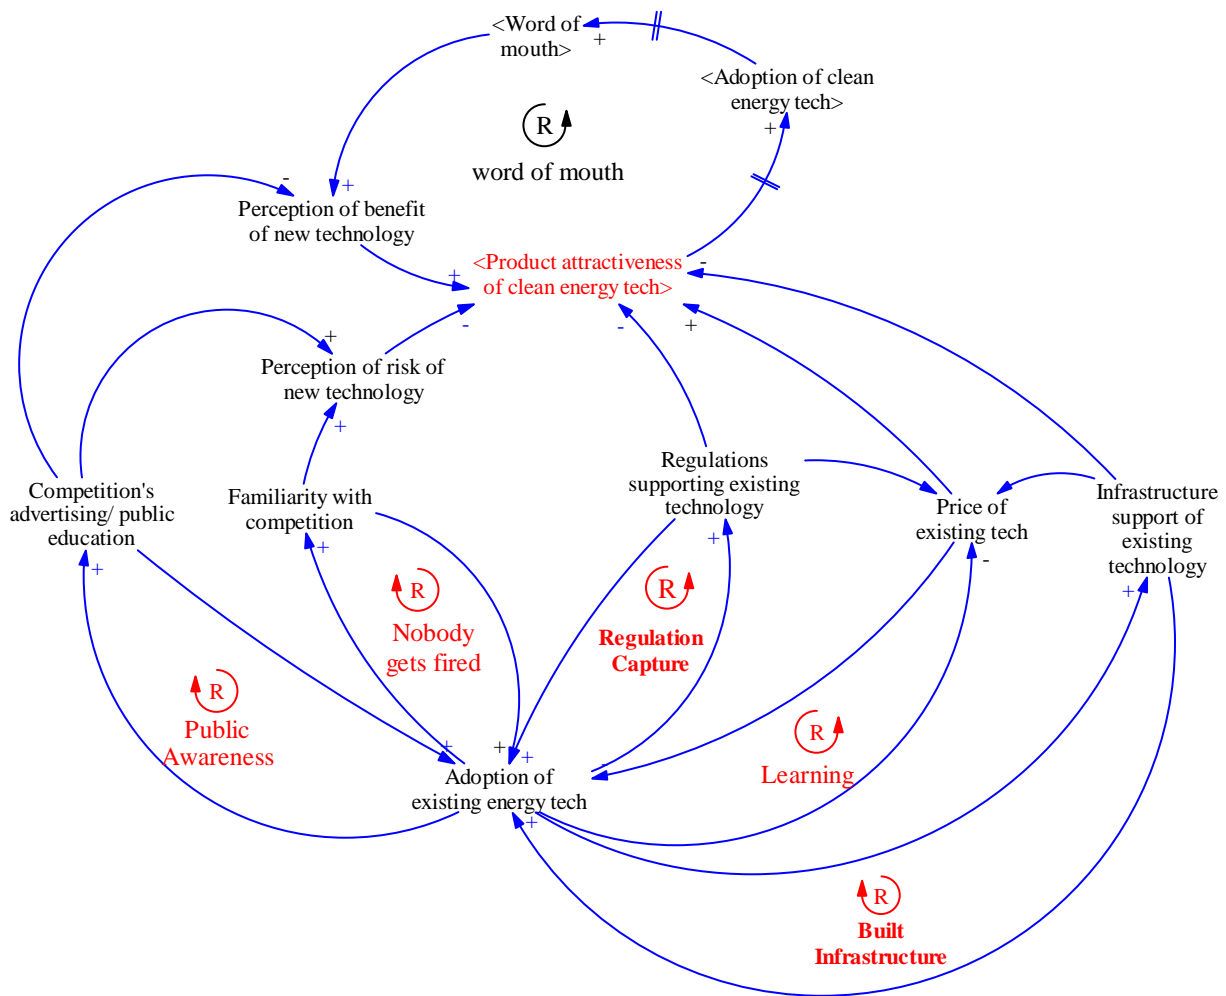 <Word of
mouth>
+
<Adoption of clean
energy tech>
+
R
word of mouth
-
+
Perception of benefit
of new technology
<Product attractiveness
of clean energy tech>
-
+
-
-
+
+
Perception of risk of
new technology
+
Regulations
supporting existing
technology
Competition's
advertising/ public
education
Familiarity with
competition
Price of
existing tech
Infrastructure
support of
existing
technology
+
+
+
-
+
R
Nobody
gets fired
R
Regulation
Capture
R
Public
Awareness
R
Learning
+
+
+
-
Adoption of
existing energy tech
+
R
Built
Infrastructure